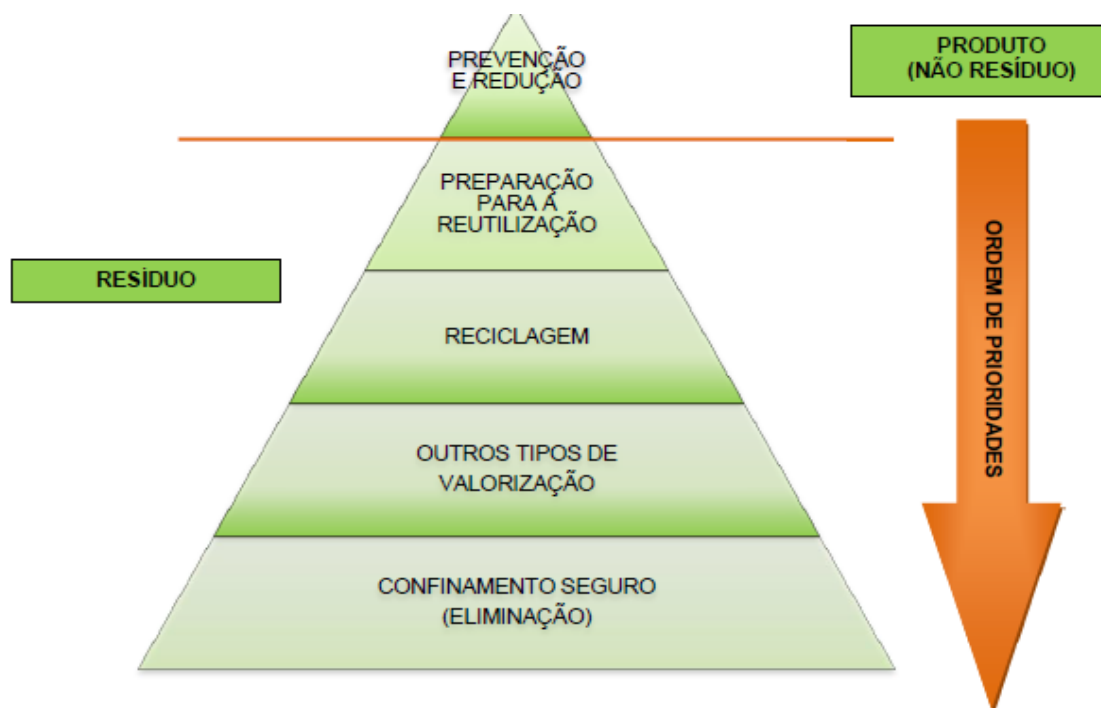 PREVENÇÃO
E REDUÇÃO
PRODUTO
(NÃO RESÍDUO)
PREPARAÇÃO
PARA A
REUTILIZAÇÃO
RESÍDUO
RECICLAGEM
OUTROS TIPOS DE
VALORIZAÇÃO
CONFINAMENTO SEGURO
(ELIMINAÇÃO)
ORDEM DE PRIORIDADES